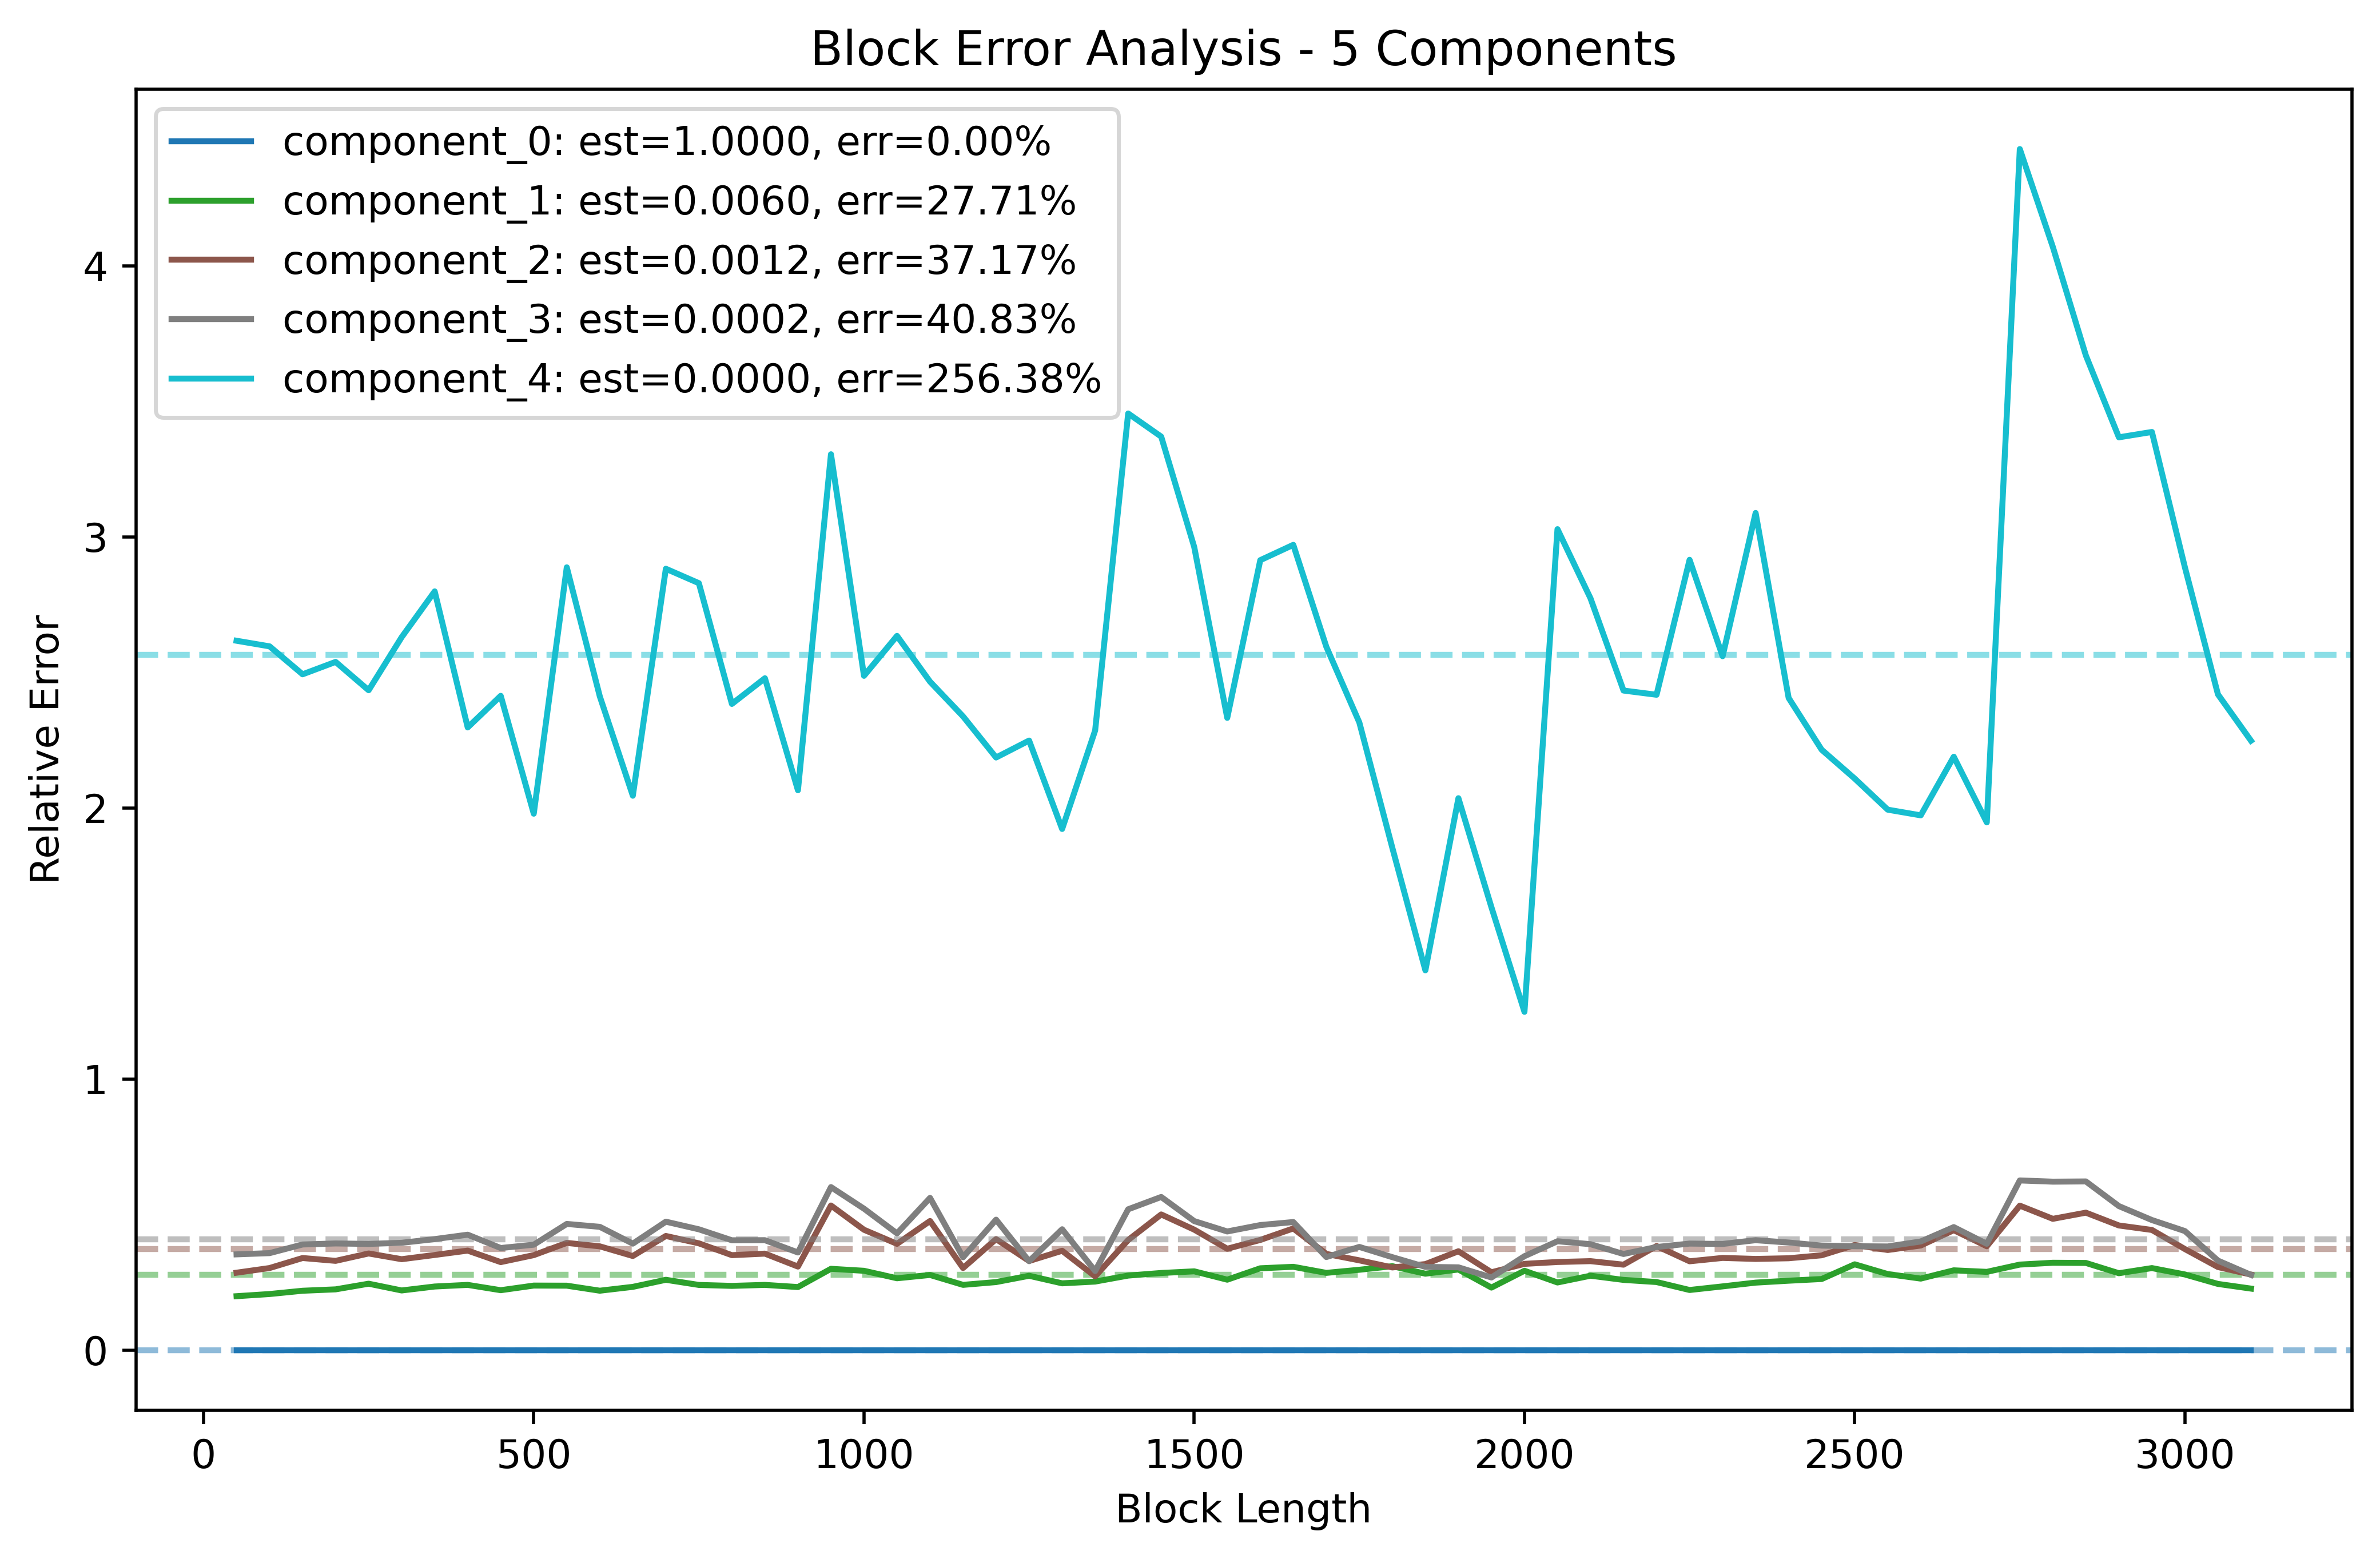 Block Error Analysis - 5 Components
component_0: est=1.0000, err=0.00%
component_1: est=0.0060, err=27.71%
component_2: est=0.0012, err=37.17%
component_3: est=0.0002, err=40.83%
component_4: est=0.0000, err=256.38%
Relative Error
4
3
2
1
0
0 500 1000 1500 2000 2500 3000
Block Length